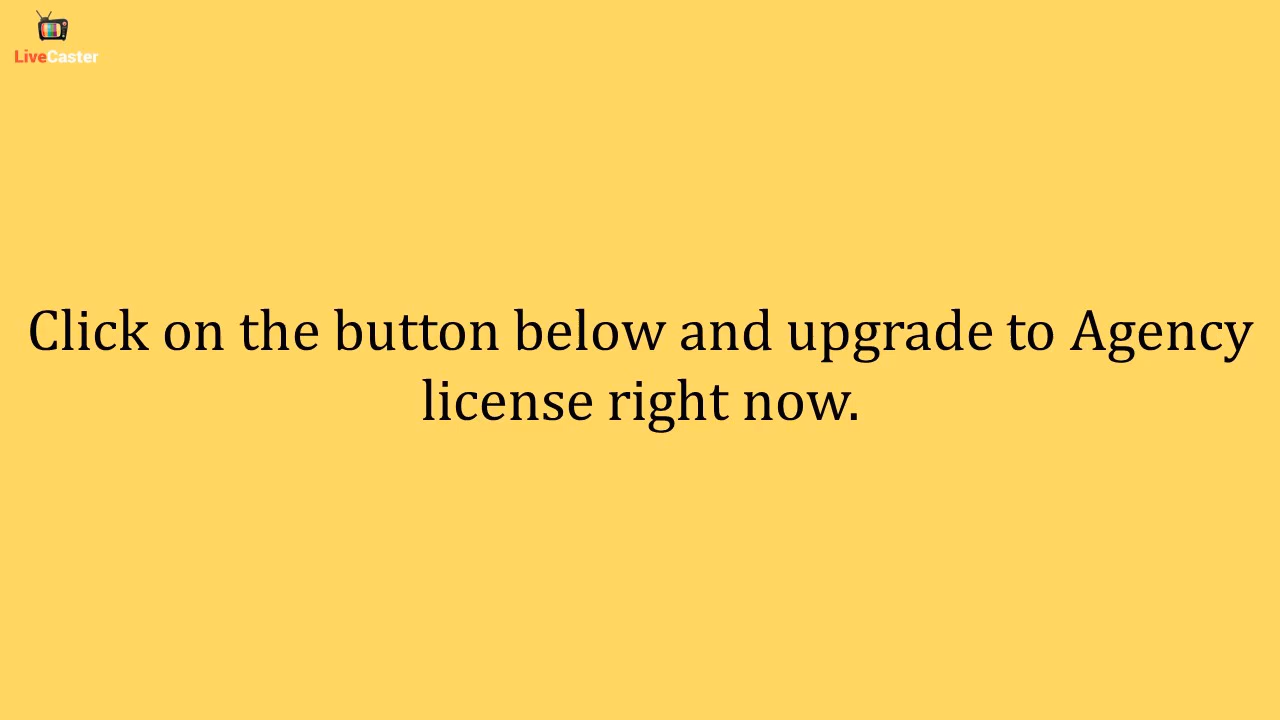 LiveCaster
Click on the button below and upgrade to Agency
license right now.